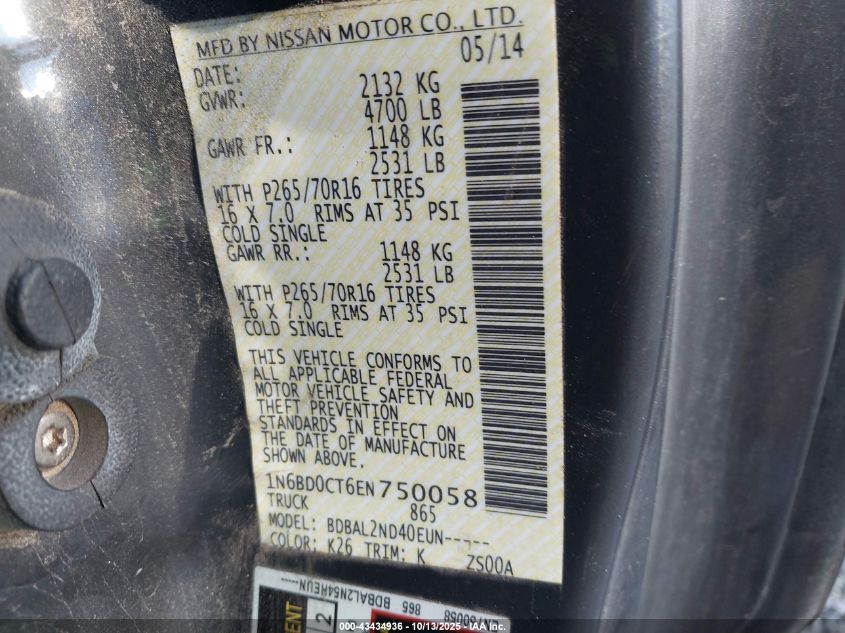 MFD BY NISSAN MOTOR CO., LTD.
DATE: 05/14
GVWR: 2132 KG
4700 LB
GAWR FR.: 1148 KG
2531 LB
WITH P265/70R16 TIRES
16 X 7.0 RIMS AT 35 PSI
COLD SINGLE
GAWR RR.: 1148 KG
2531 LB
WITH P265/70R16 TIRES
16 X 7.0 RIMS AT 35 PSI
COLD SINGLE
THIS VEHICLE CONFORMS TO
ALL APPLICABLE FEDERAL
MOTOR VEHICLE SAFETY AND
THEFT PREVENTION
STANDARDS IN EFFECT ON
THE DATE OF MANUFACTURE
SHOWN ABOVE.
1N6BD0CT6EN750058
TRUCK 865
MODEL: BDBAL2ND40EUN-----
COLOR: K26 TRIM: K ZS00A
865 BDBAL2N54HEUN----
2
000-43434936 - 10/13/2025 - IAA, Inc.